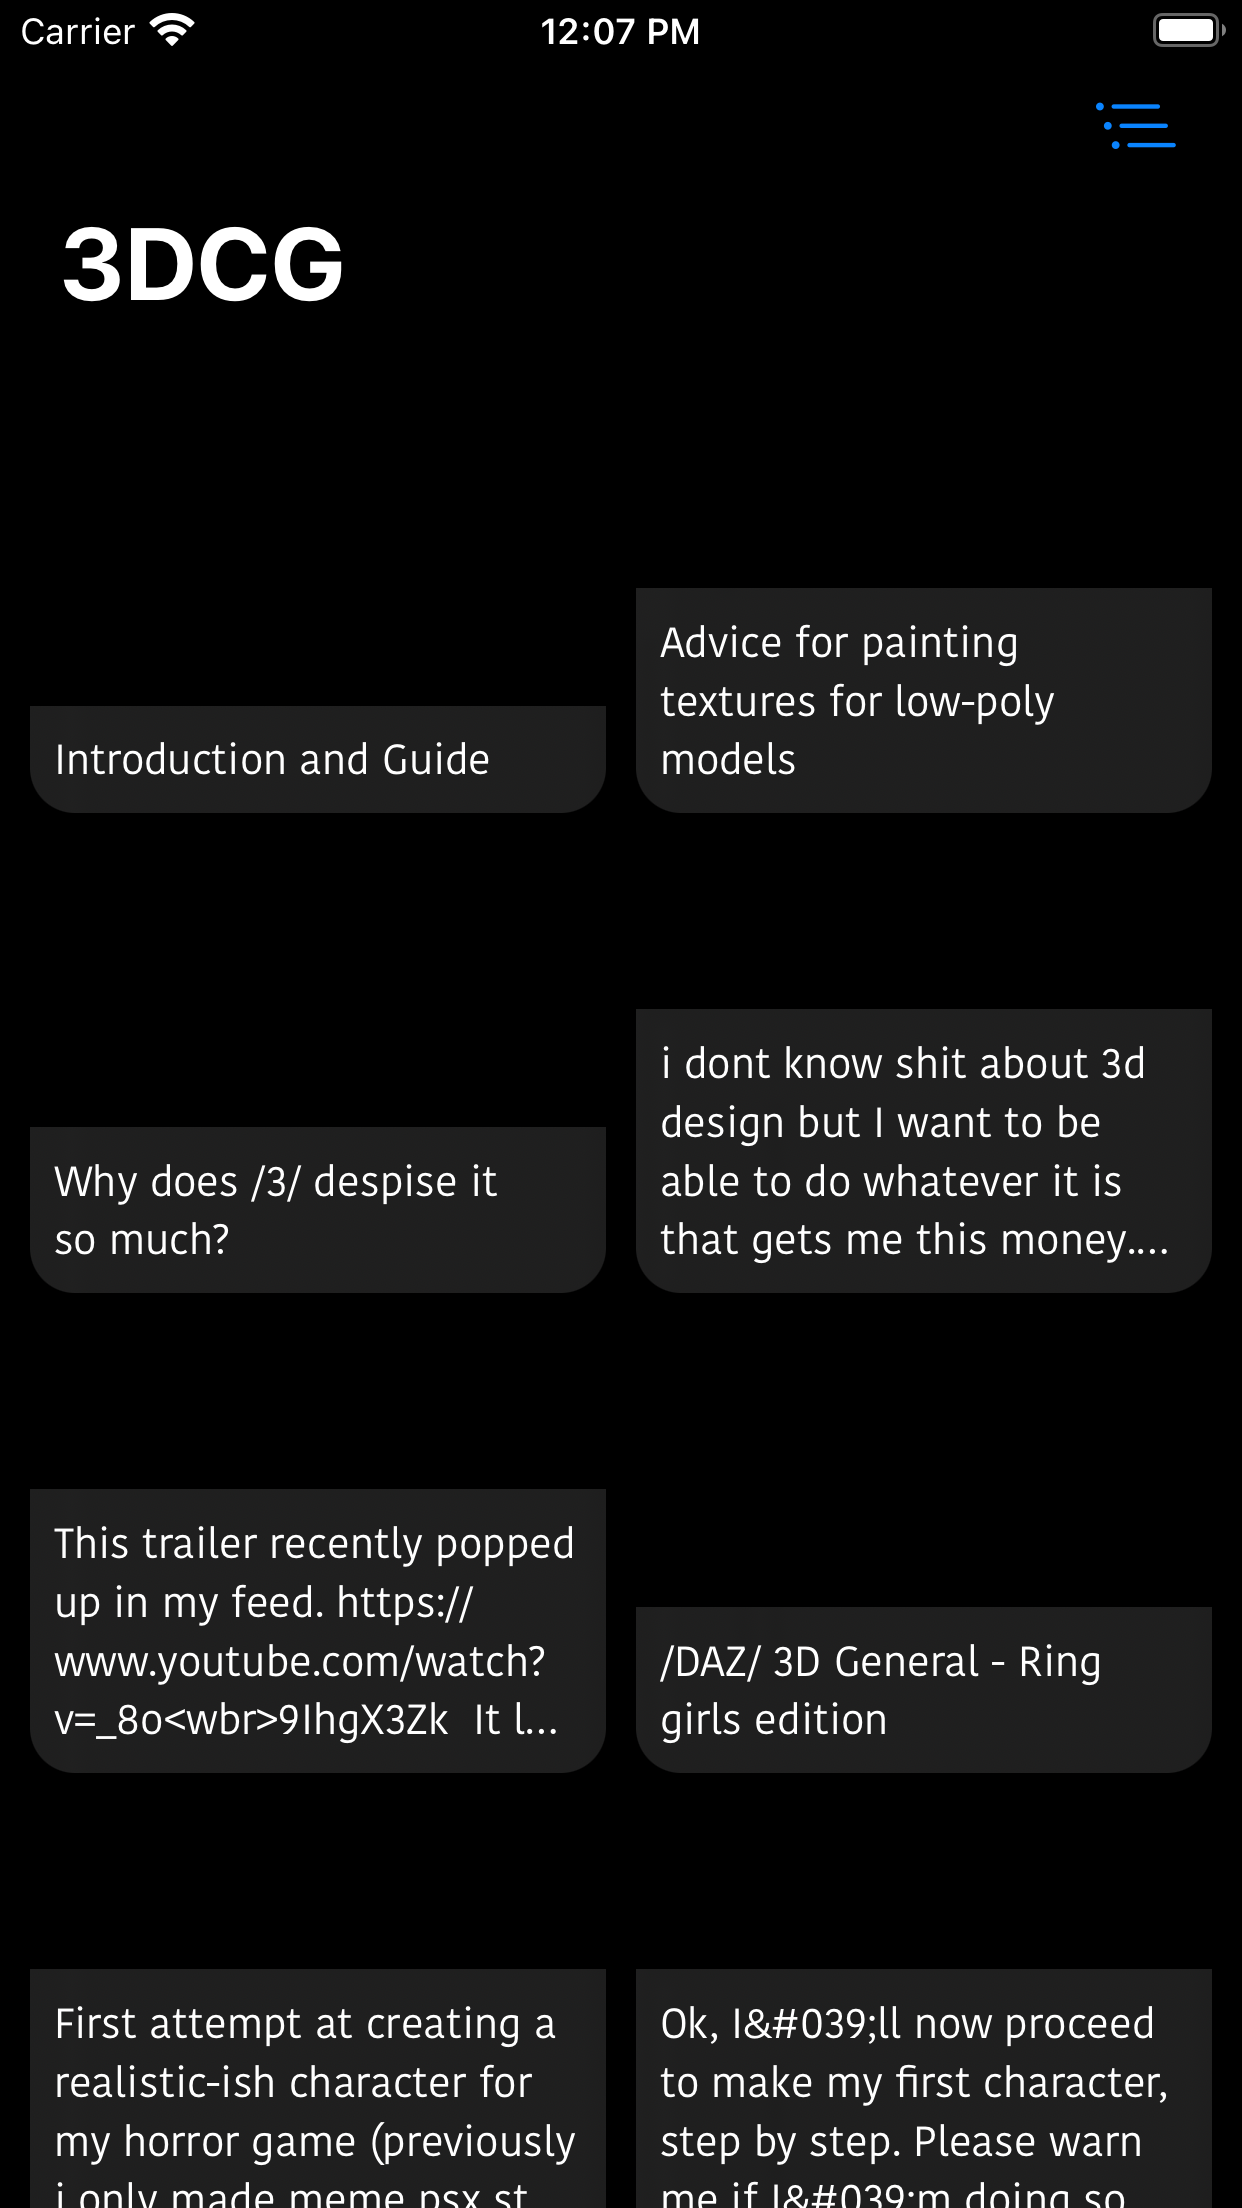 Carrier
12:07 PM
3DCG
Introduction and Guide
Advice for painting
textures for low-poly
models
Why does /3/ despise it
so much?
i dont know shit about 3d
design but I want to be
able to do whatever it is
that gets me this money....
This trailer recently popped
up in my feed. https://
www.youtube.com/watch?
v=_8o<wbr>9IhgX3Zk  It l...
/DAZ/ 3D General - Ring
girls edition
First attempt at creating a
realistic-ish character for
my horror game (previously
i only made meme psx st
Ok, I&#039;ll now proceed
to make my first character,
step by step. Please warn
me if I&#039;m doing so